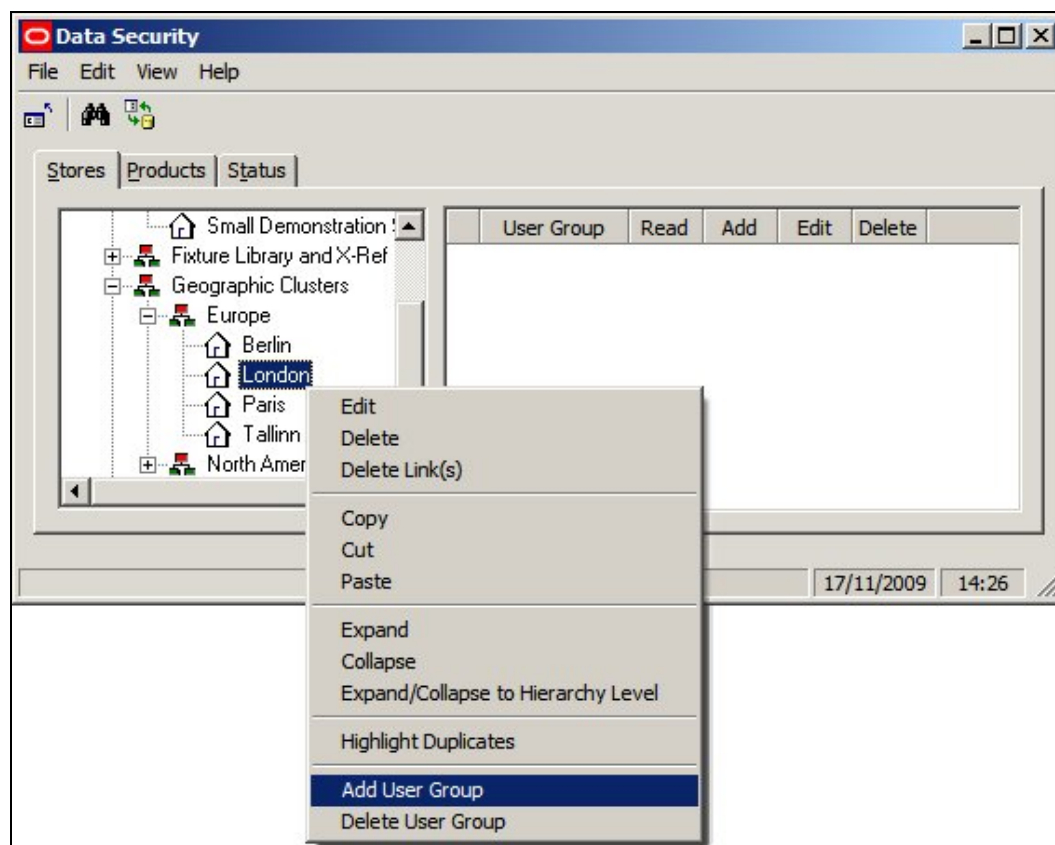 Data Security
File Edit View Help
Stores Products Status
Small Demonstration
Fixture Library and X-Ref
Geographic Clusters
Europe
Berlin
London
Paris
Tallinn
North Amer
User Group Read Add Edit Delete
Edit
Delete
Delete Link(s)
Copy
Cut
Paste
Expand
Collapse
Expand/Collapse to Hierarchy Level
Highlight Duplicates
Add User Group
Delete User Group
17/11/2009 14:26